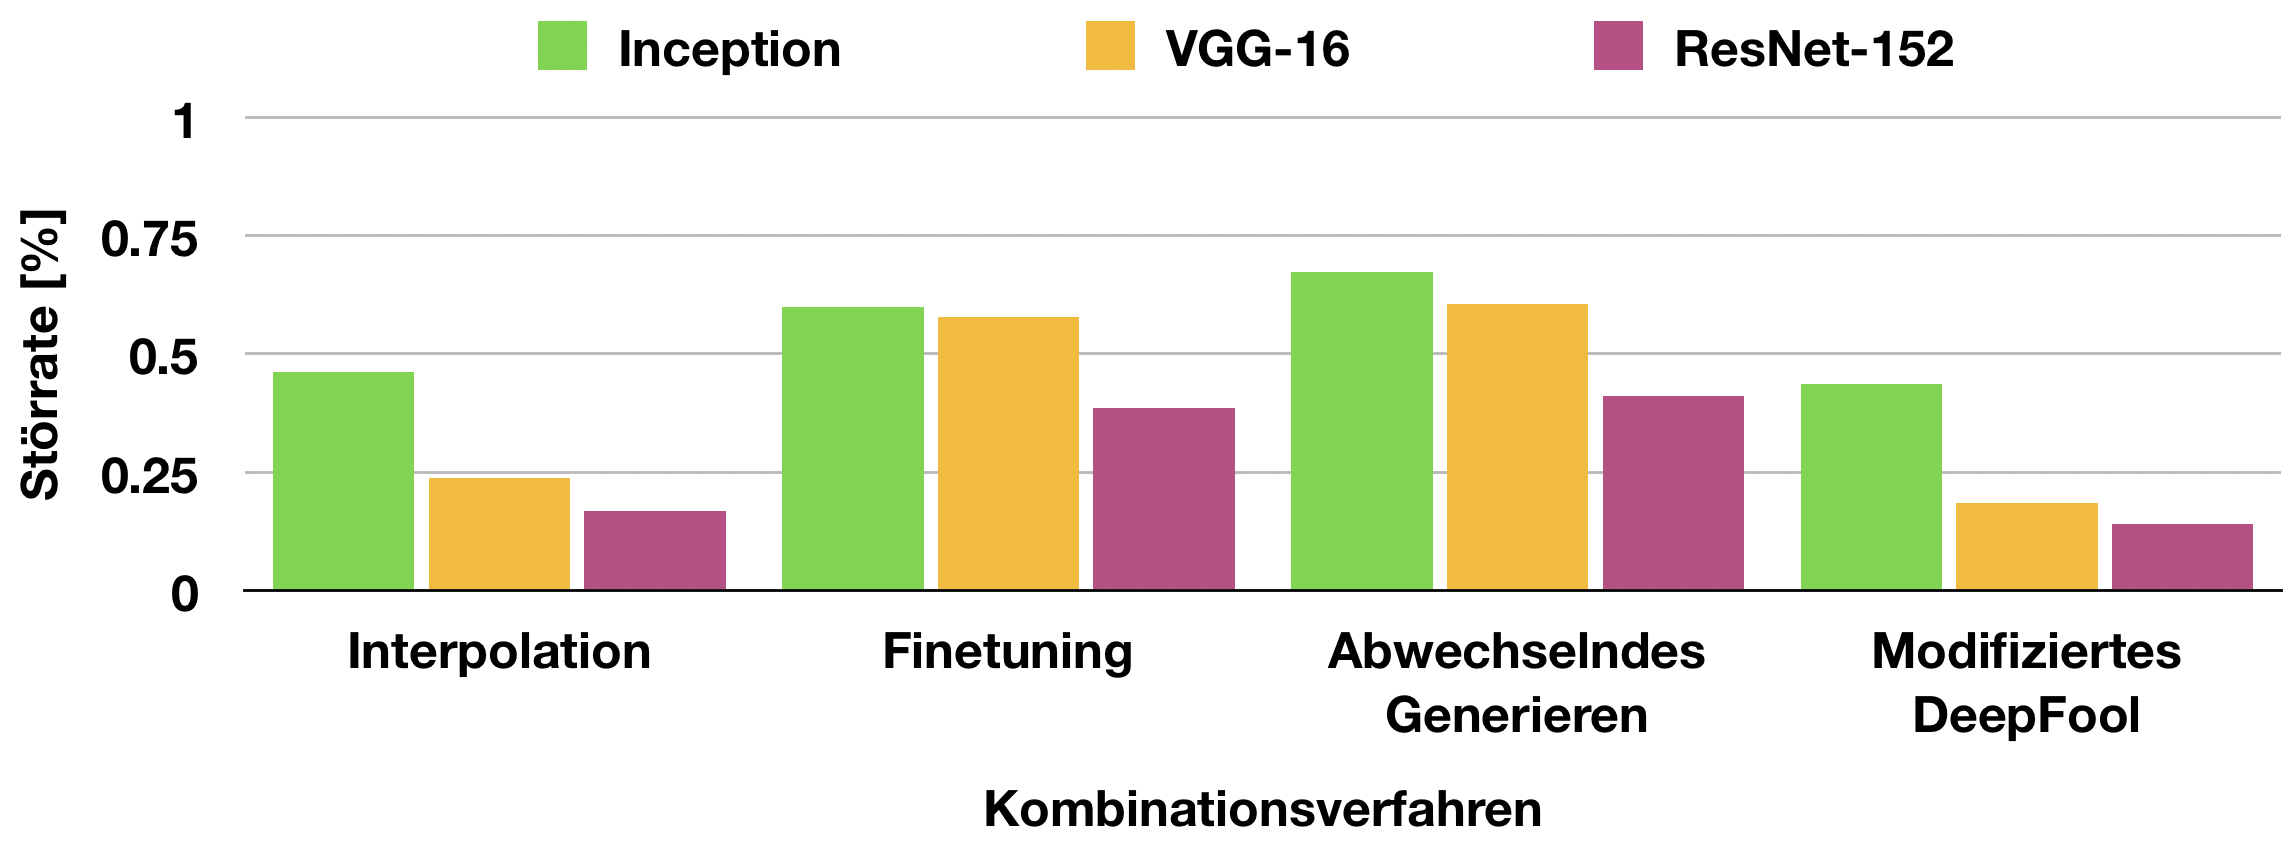 Inception
VGG-16
ResNet-152
1
0.75
0.5
0.25
0
Störrate [%]
Interpolation
Finetuning
Abwechselndes
Generieren
Modifiziertes
DeepFool
Kombinationsverfahren